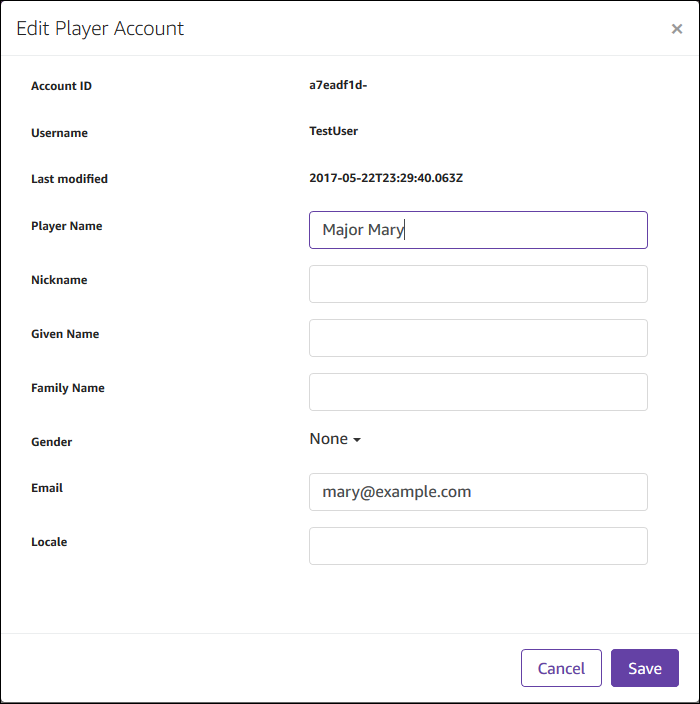 Edit Player Account ×
Account ID a7eadf1d-
Username TestUser
Last modified 2017-05-22T23:29:40.063Z
Player Name Major Mary
Nickname
Given Name
Family Name
Gender None
Email mary@example.com
Locale
Cancel Save